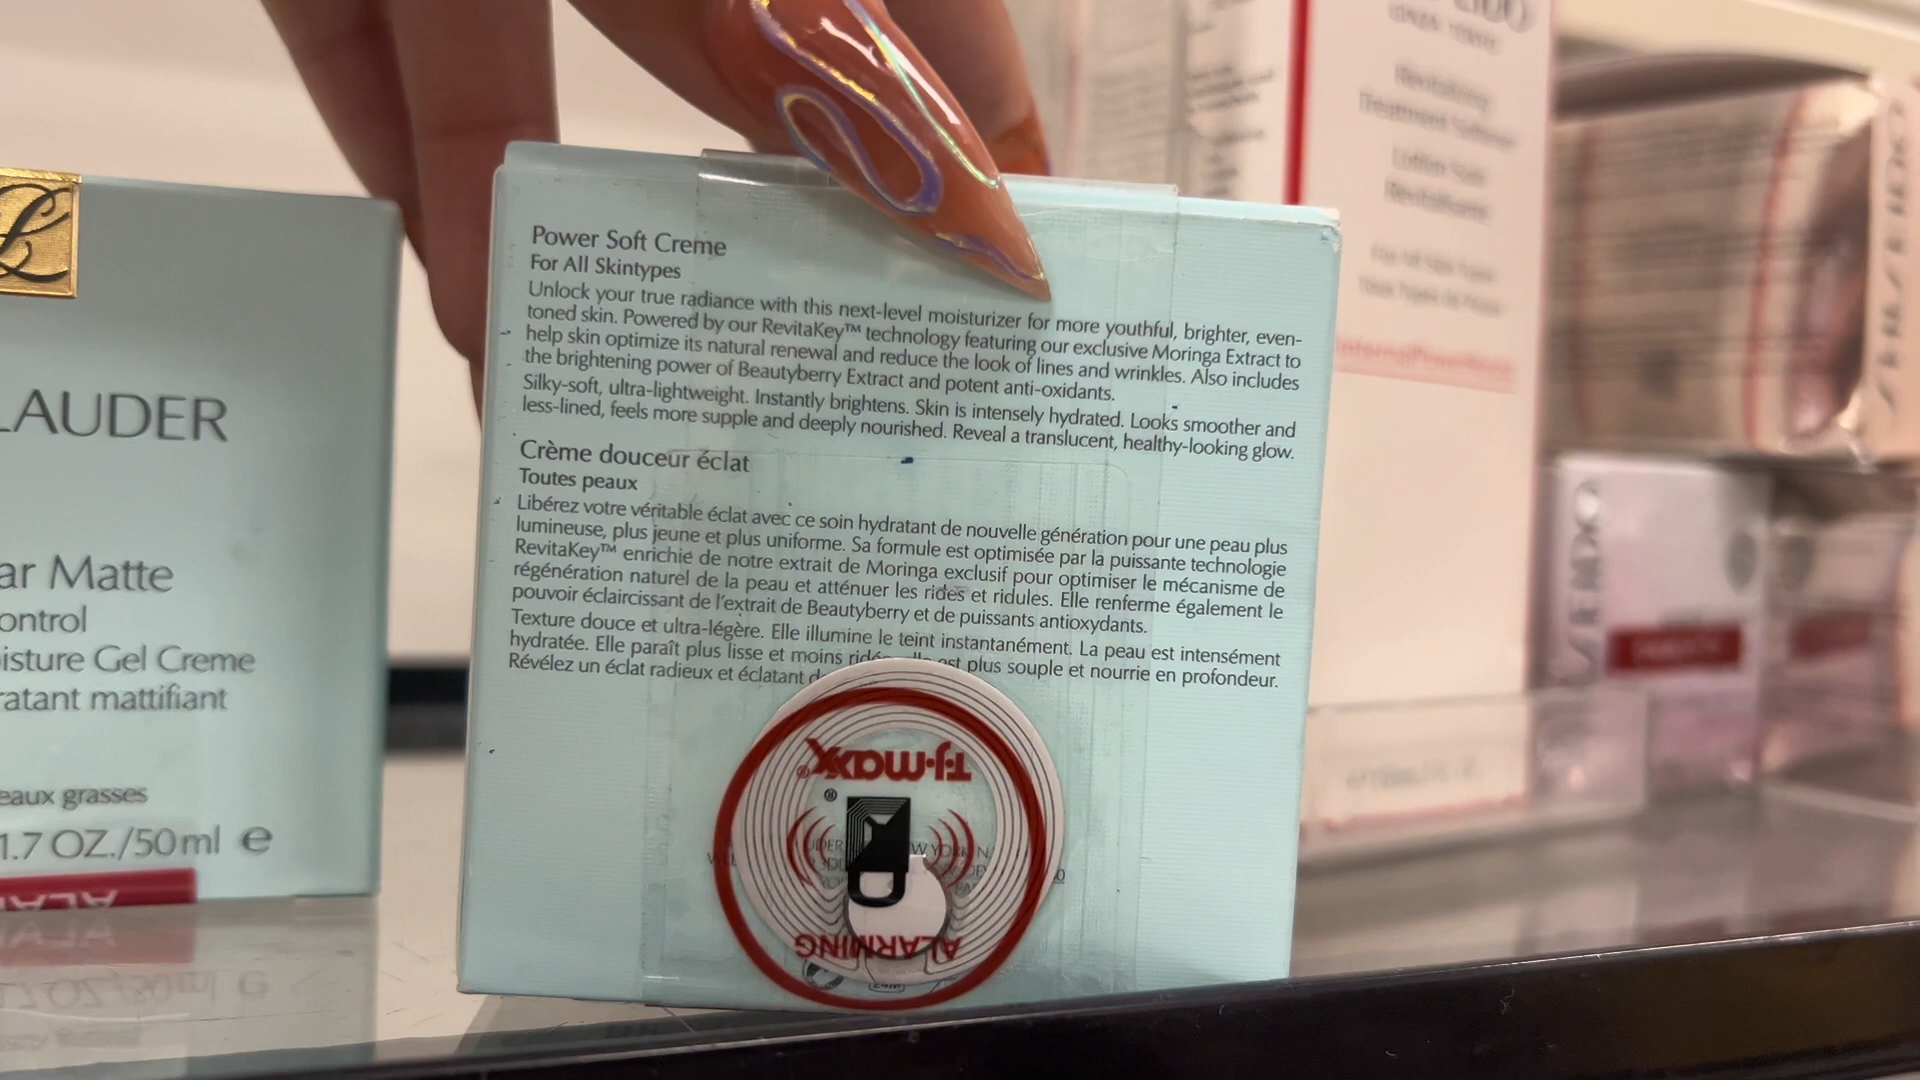 LAUDER
ar Matte
ontrol
isture Gel Creme
ratant mattifiant
eaux grasses
1.7 OZ./50ml e
Power Soft Creme
For All Skintypes
Unlock your true radiance with this next-level moisturizer for more youthful, brighter, even-
toned skin. Powered by our RevitaKey™ technology featuring our exclusive Moringa Extract to
help skin optimize its natural renewal and reduce the look of lines and wrinkles. Also includes
the brightening power of Beautyberry Extract and potent anti-oxidants.
Silky-soft, ultra-lightweight. Instantly brightens. Skin is intensely hydrated. Looks smoother and
less-lined, feels more supple and deeply nourished. Reveal a translucent, healthy-looking glow.
Crème douceur éclat
Toutes peaux
Libérez votre véritable éclat avec ce soin hydratant de nouvelle génération pour une peau plus
lumineuse, plus jeune et plus uniforme. Sa formule est optimisée par la puissante technologie
RevitaKey™ enrichie de notre extrait de Moringa exclusif pour optimiser le mécanisme de
régénération naturel de la peau et atténuer les rides et ridules. Elle renferme également le
pouvoir éclaircissant de l'extrait de Beautyberry et de puissants antioxydants.
Texture douce et ultra-légère. Elle illumine le teint instantanément. La peau est intensément
hydratée. Elle paraît plus lisse et moins plus souple et nourrie en profondeur.
Révélez un éclat radieux et éclatant
T·J·maxx®
ALARMING
Revitalizing
Treatment Softener
SHISEIDO